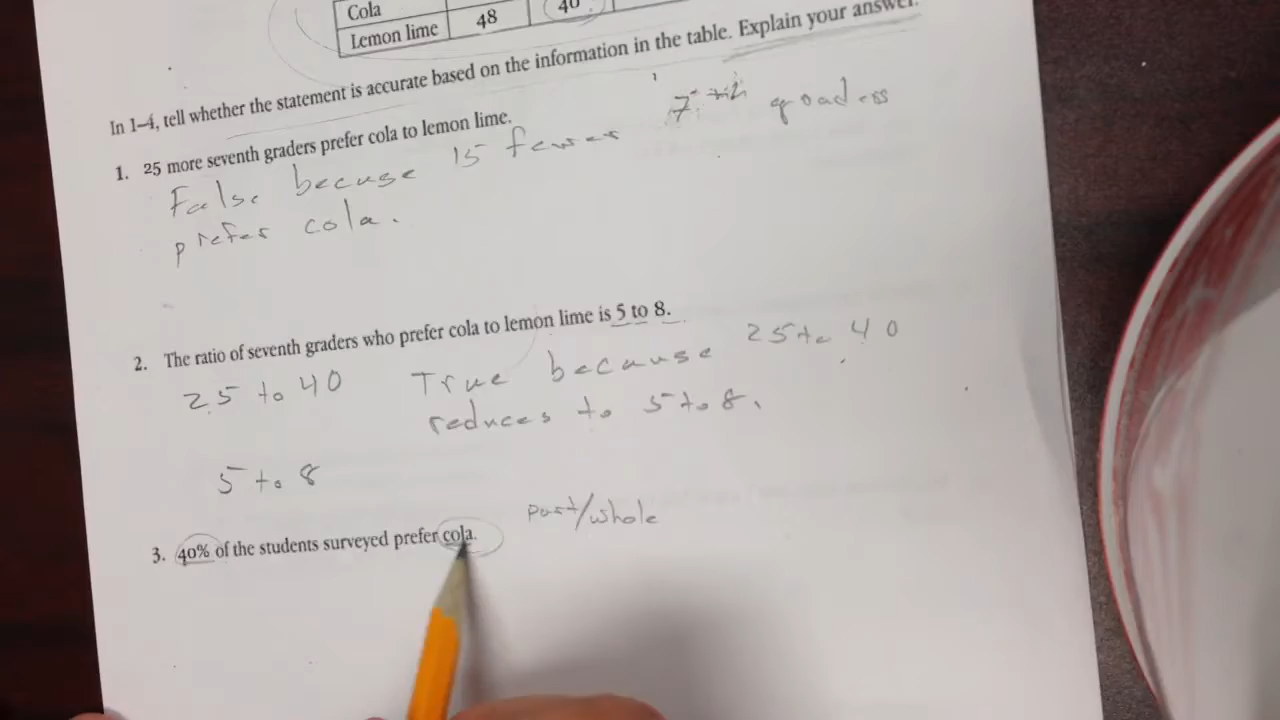 Cola
Lemon lime 48 40
In 1–4, tell whether the statement is accurate based on the information in the table. Explain your answer.
1. 25 more seventh graders prefer cola to lemon lime.
False becuse 15 fewer 7th
prefer cola.
2. The ratio of seventh graders who prefer cola to lemon lime is 5 to 8.
25 to 40 True because 25 to 40
reduces to 5 to 8.
5 to 8
part/whole
3. 40% of the students surveyed prefer cola.